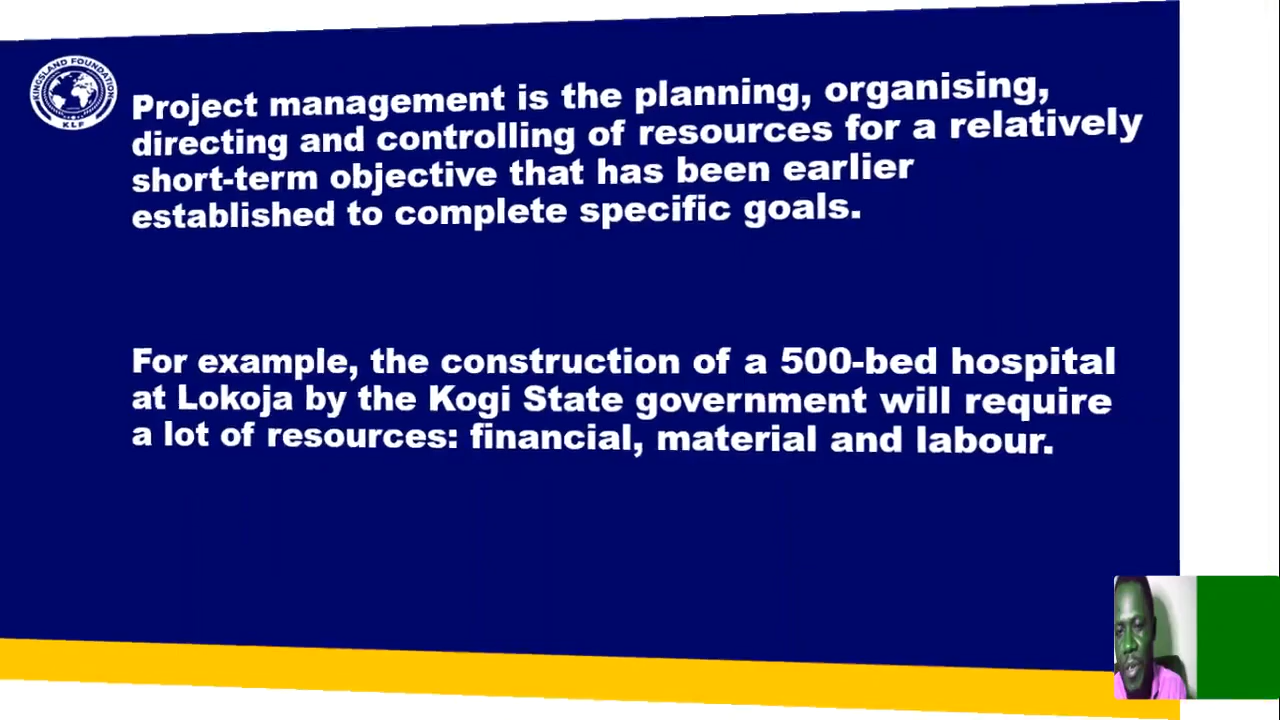 KINGSLAND FOUNDATION
KLF
Project management is the planning, organising,
directing and controlling of resources for a relatively
short-term objective that has been earlier
established to complete specific goals.
For example, the construction of a 500-bed hospital
at Lokoja by the Kogi State government will require
a lot of resources: financial, material and labour.